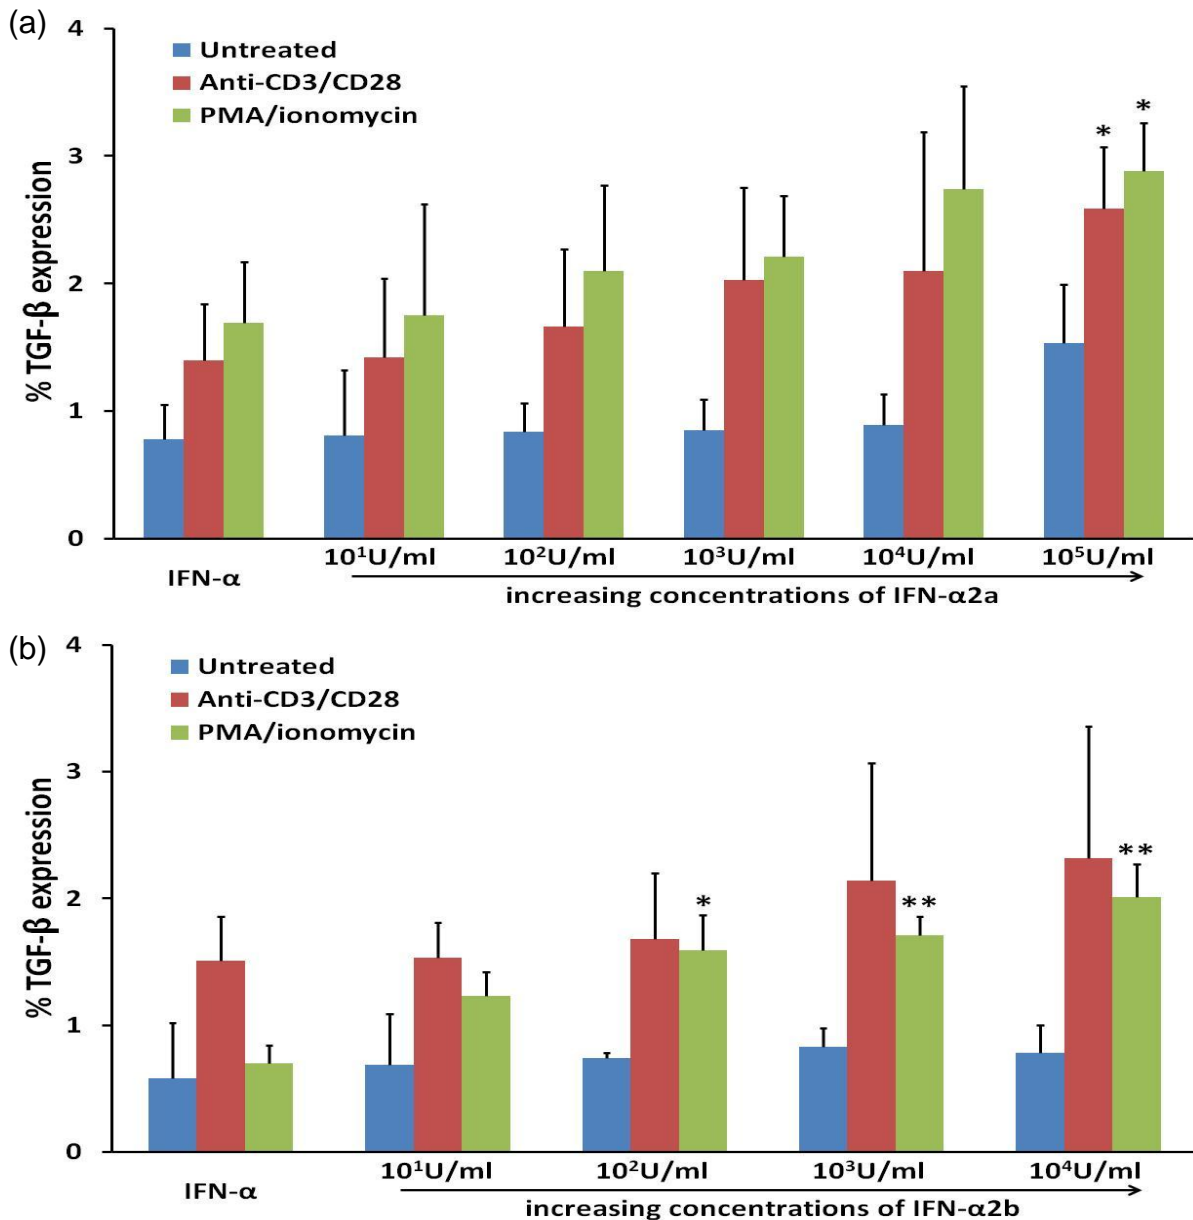 (a)
4
3
2
1
0
% TGF-β expression
Untreated
Anti-CD3/CD28
PMA/ionomycin
* *
IFN-α 10¹U/ml 10²U/ml 10³U/ml 10⁴U/ml 10⁵U/ml
increasing concentrations of IFN-α2a
(b)
4
3
2
1
0
% TGF-β expression
Untreated
Anti-CD3/CD28
PMA/ionomycin
* ** **
IFN-α 10¹U/ml 10²U/ml 10³U/ml 10⁴U/ml
increasing concentrations of IFN-α2b